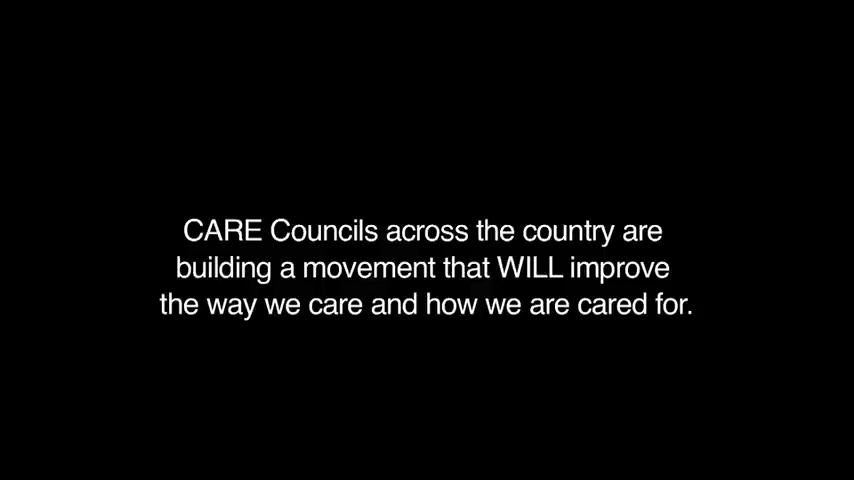 CARE Councils across the country are
building a movement that WILL improve
the way we care and how we are cared for.